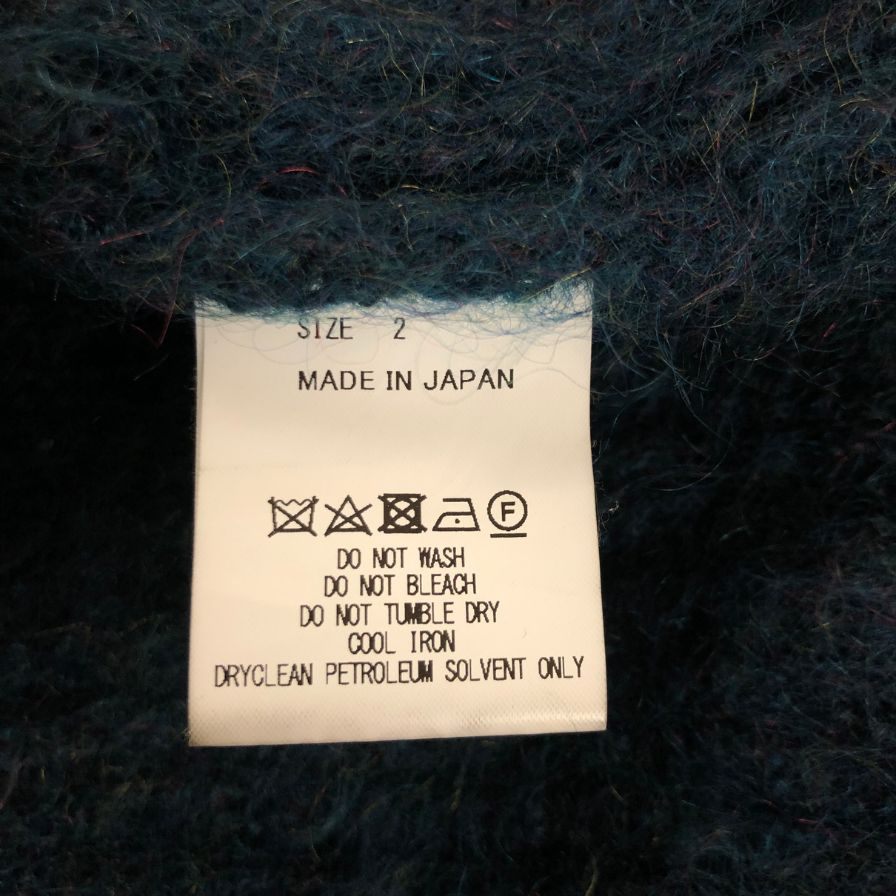 SIZE 2
MADE IN JAPAN
F
DO NOT WASH
DO NOT BLEACH
DO NOT TUMBLE DRY
COOL IRON
DRYCLEAN PETROLEUM SOLVENT ONLY